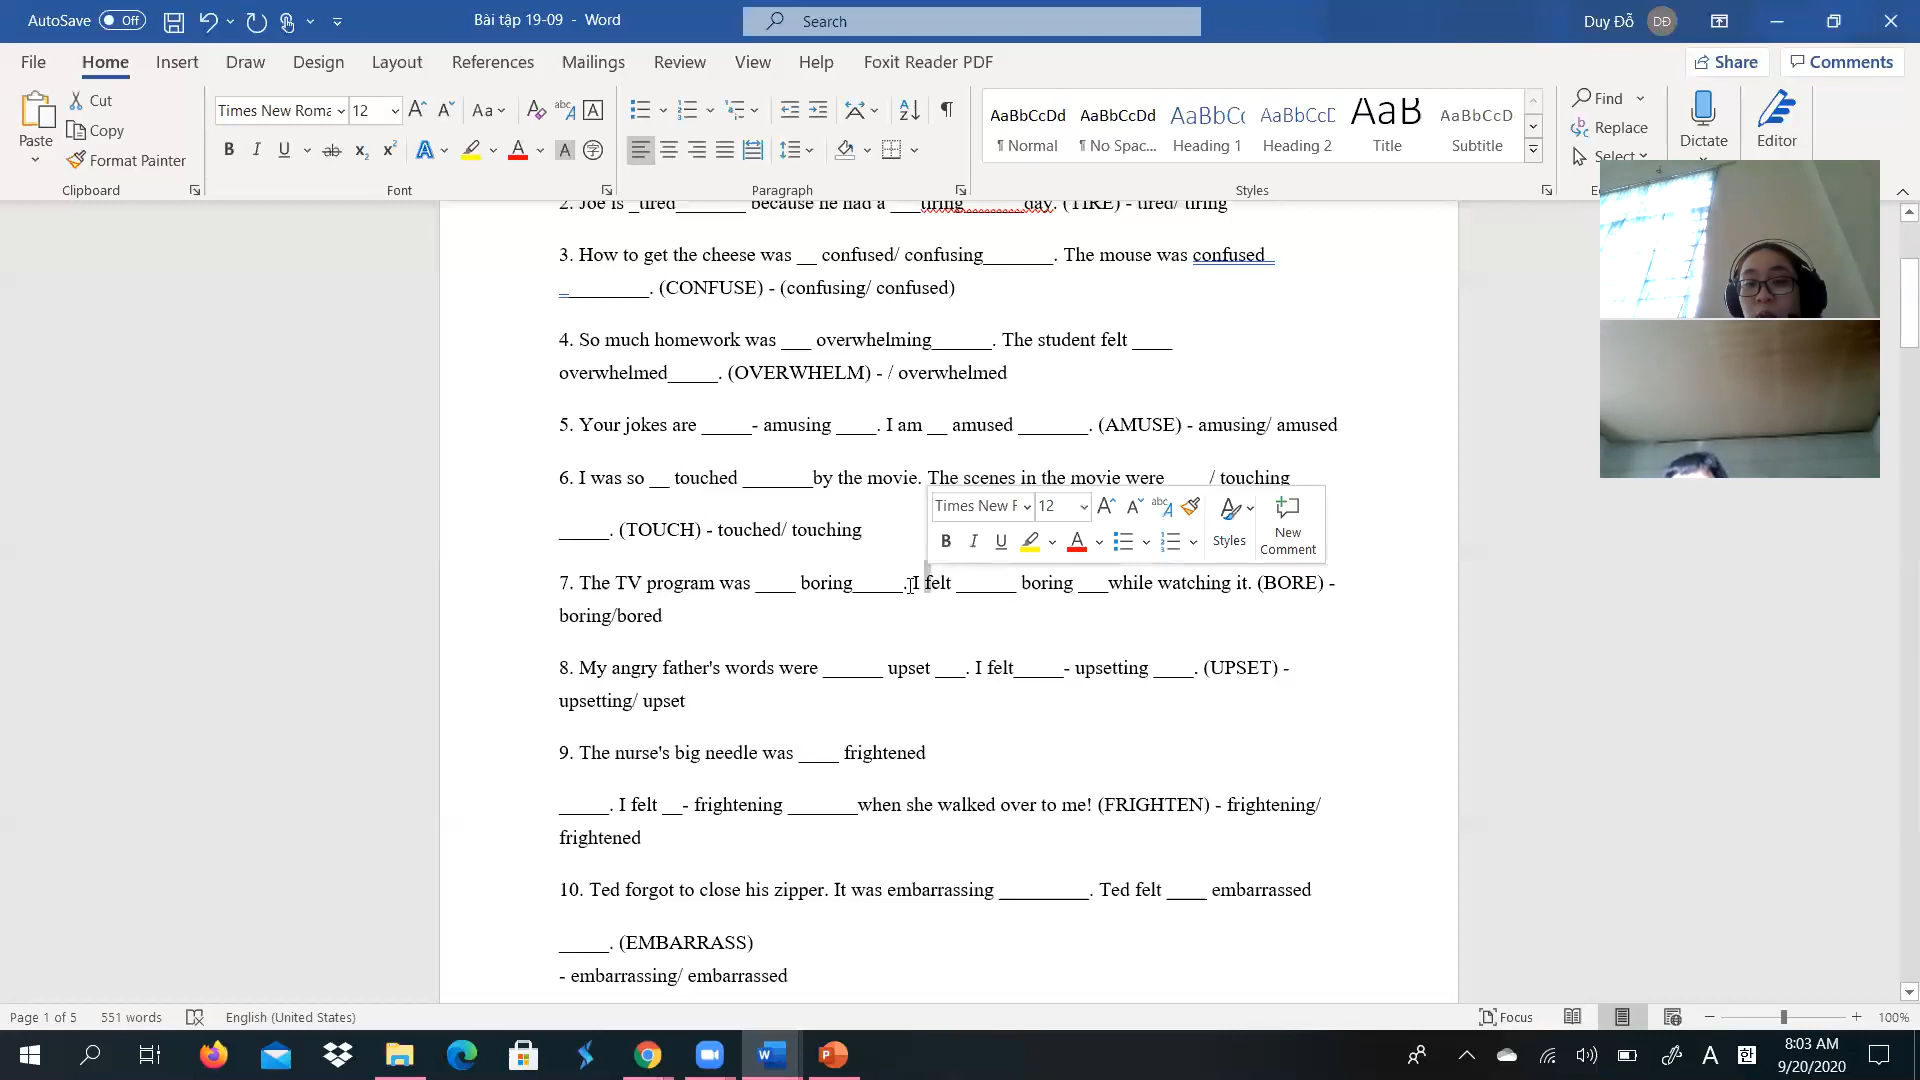 AutoSave Off Bài tập 19-09 - Word Search Duy Đỗ DĐ
File Home Insert Draw Design Layout References Mailings Review View Help Foxit Reader PDF Share Comments
Paste Cut Copy Format Painter
Clipboard
Times New Roma 12
Font
Paragraph
AaBbCcDd AaBbCcDd AaBbCc AaBbCcD AaB AaBbCcD
¶ Normal ¶ No Spac... Heading 1 Heading 2 Title Subtitle
Styles
Find
Replace
Select
Dictate
Editor
2. Joe is _tired_______ because he had a ___tiring______day. (TIRE) - tired/ tiring
3. How to get the cheese was __ confused/ confusing_______. The mouse was confused_
_________. (CONFUSE) - (confusing/ confused)
4. So much homework was ___ overwhelming______. The student felt ____
overwhelmed_____. (OVERWHELM) - / overwhelmed
5. Your jokes are _____- amusing ____. I am __ amused _______. (AMUSE) - amusing/ amused
6. I was so __ touched _______by the movie. The scenes in the movie were ____/ touching
_____. (TOUCH) - touched/ touching
Times New F 12
Styles
New Comment
7. The TV program was ____ boring_____. I felt ______ boring ___while watching it. (BORE) -
boring/bored
8. My angry father's words were ______ upset ___. I felt_____- upsetting ____. (UPSET) -
upsetting/ upset
9. The nurse's big needle was ____ frightened
_____. I felt __- frightening _______when she walked over to me! (FRIGHTEN) - frightening/
frightened
10. Ted forgot to close his zipper. It was embarrassing _________. Ted felt ____ embarrassed
_____. (EMBARRASS)
- embarrassing/ embarrassed
Page 1 of 5 551 words English (United States) Focus 100%
8:03 AM
9/20/2020